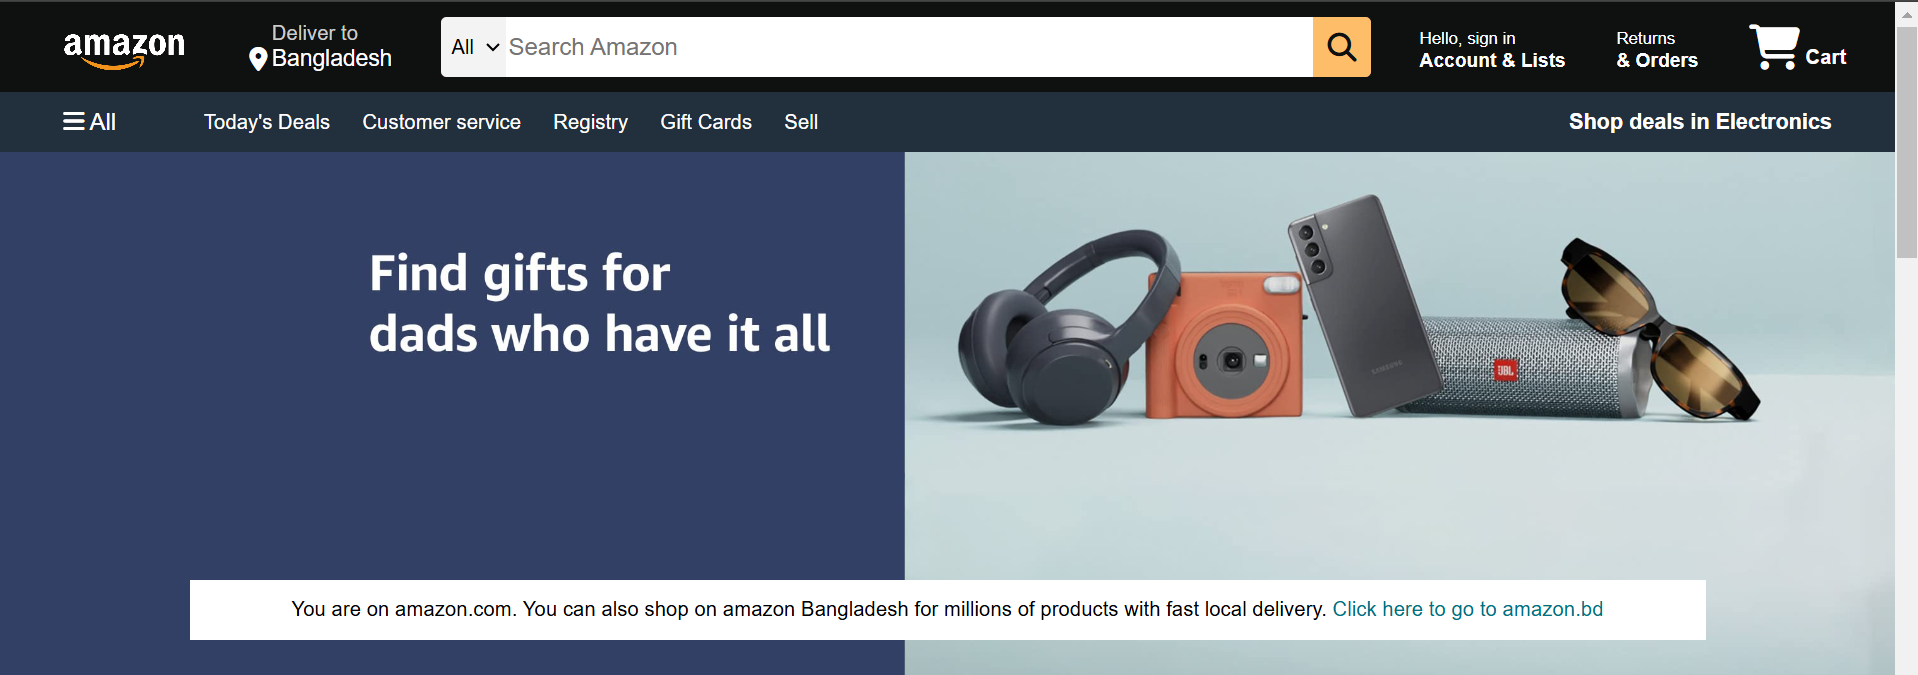 amazon
Deliver to
Bangladesh
All
Search Amazon
Hello, sign in
Account & Lists
Returns
& Orders
Cart
All
Today's Deals
Customer service
Registry
Gift Cards
Sell
Shop deals in Electronics
Find gifts for
dads who have it all
SAMSUNG
JBL
You are on amazon.com. You can also shop on amazon Bangladesh for millions of products with fast local delivery. Click here to go to amazon.bd